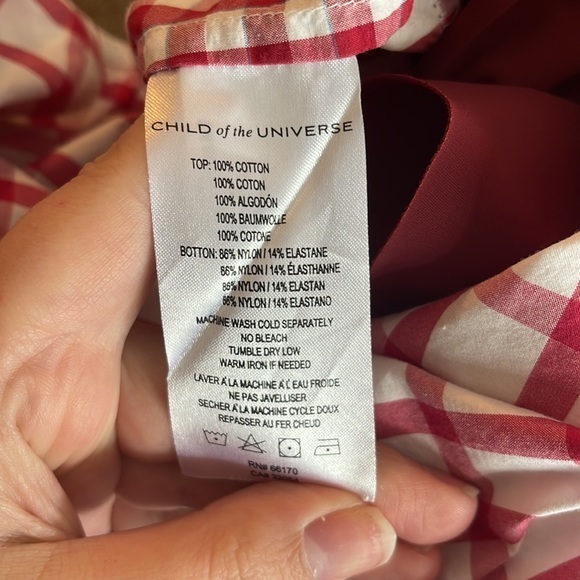 CHILD of the UNIVERSE
TOP: 100% COTTON
100% COTON
100% ALGODÓN
100% BAUMWOLLE
100% COTONE
BOTTON: 86% NYLON / 14% ELASTANE
86% NYLON / 14% ÉLASTHANNE
86% NYLON / 14% ELASTAN
86% NYLON / 14% ELASTANO
MACHINE WASH COLD SEPARATELY
NO BLEACH
TUMBLE DRY LOW
WARM IRON IF NEEDED
LAVER À LA MACHINE À L'EAU FROIDE
NE PAS JAVELLISER
SECHER À LA MACHINE CYCLE DOUX
REPASSER AU FER CHEUD
RN# 66170
CA#